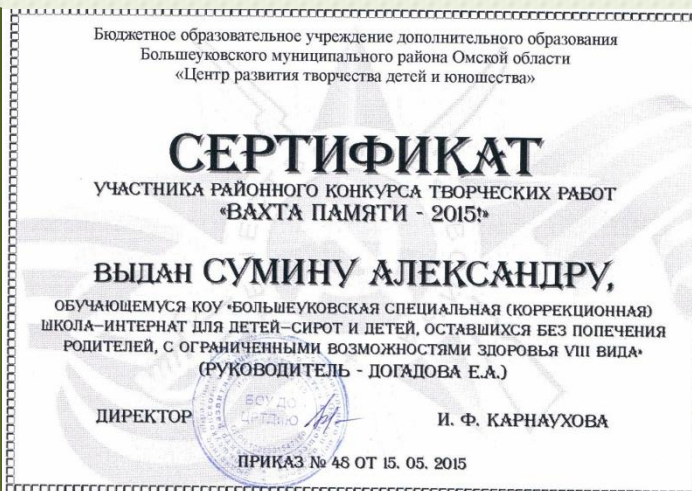 Бюджетное образовательное учреждение дополнительного образования
Большеуковского муниципального района Омской области
«Центр развития творчества детей и юношества»
СЕРТИФИКАТ
УЧАСТНИКА РАЙОННОГО КОНКУРСА ТВОРЧЕСКИХ РАБОТ
«ВАХТА ПАМЯТИ - 2015!»
ВЫДАН СУМИНУ АЛЕКСАНДРУ,
ОБУЧАЮЩЕМУСЯ КОУ «БОЛЬШЕУКОВСКАЯ СПЕЦИАЛЬНАЯ (КОРРЕКЦИОННАЯ)
ШКОЛА–ИНТЕРНАТ ДЛЯ ДЕТЕЙ–СИРОТ И ДЕТЕЙ, ОСТАВШИХСЯ БЕЗ ПОПЕЧЕНИЯ
РОДИТЕЛЕЙ, С ОГРАНИЧЕННЫМИ ВОЗМОЖНОСТЯМИ ЗДОРОВЬЯ VIII ВИДА»
(РУКОВОДИТЕЛЬ - ДОГАДОВА Е.А.)
ДИРЕКТОР И. Ф. КАРНАУХОВА
БОУ ДО
ЦРТДИЮ
ПРИКАЗ № 48 ОТ 15. 05. 2015